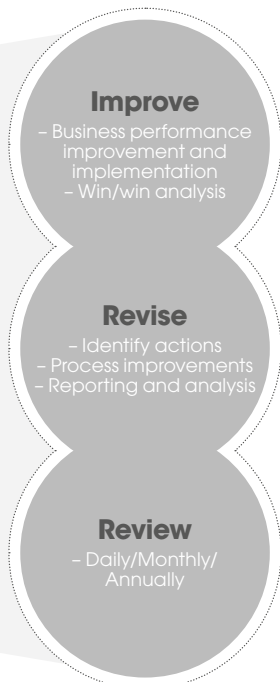 Improve
– Business performance
improvement and
implementation
– Win/win analysis
Revise
– Identify actions
– Process improvements
– Reporting and analysis
Review
– Daily/Monthly/
Annually